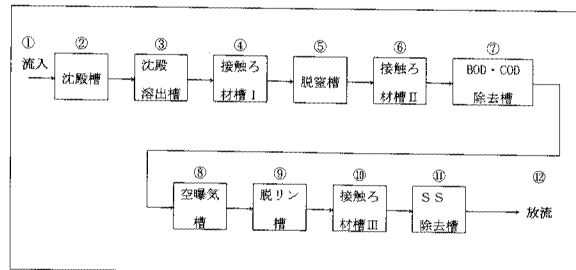 ①
流入
②
沈殿槽
③
沈殿
溶出槽
④
接触ろ
材槽Ⅰ
⑤
脱窒槽
⑥
接触ろ
材槽Ⅱ
⑦
BOD・COD
除去槽
⑧
空曝気
槽
⑨
脱リン
槽
⑩
接触ろ
材槽Ⅲ
⑪
SS
除去槽
⑫
放流